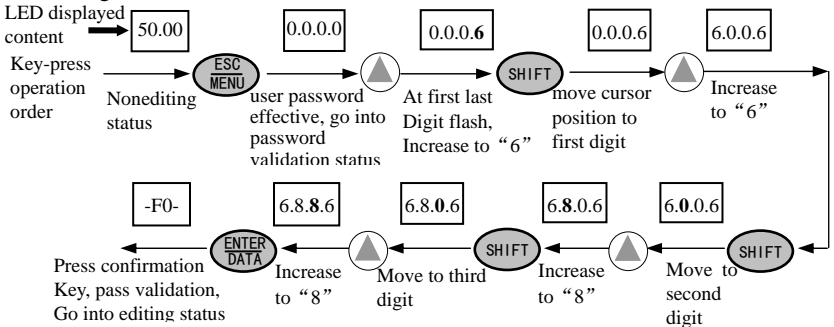 LED displayed
content
50.00
0.0.0.0
0.0.0.6
0.0.0.6
6.0.0.6
Key-press
operation
order
Nonediting
status
ESC
MENU
user password
effective, go into
password
validation status
At first last
Digit flash,
Increase to “6”
SHIFT
move cursor
position to
first digit
Increase
to “6”
-F0-
6.8.8.6
6.8.0.6
6.8.0.6
6.0.0.6
Press confirmation
Key, pass validation,
Go into editing status
ENTER
DATA
Increase
to “8”
Move to third
digit
SHIFT
Increase
to “8”
Move to
second
digit
SHIFT